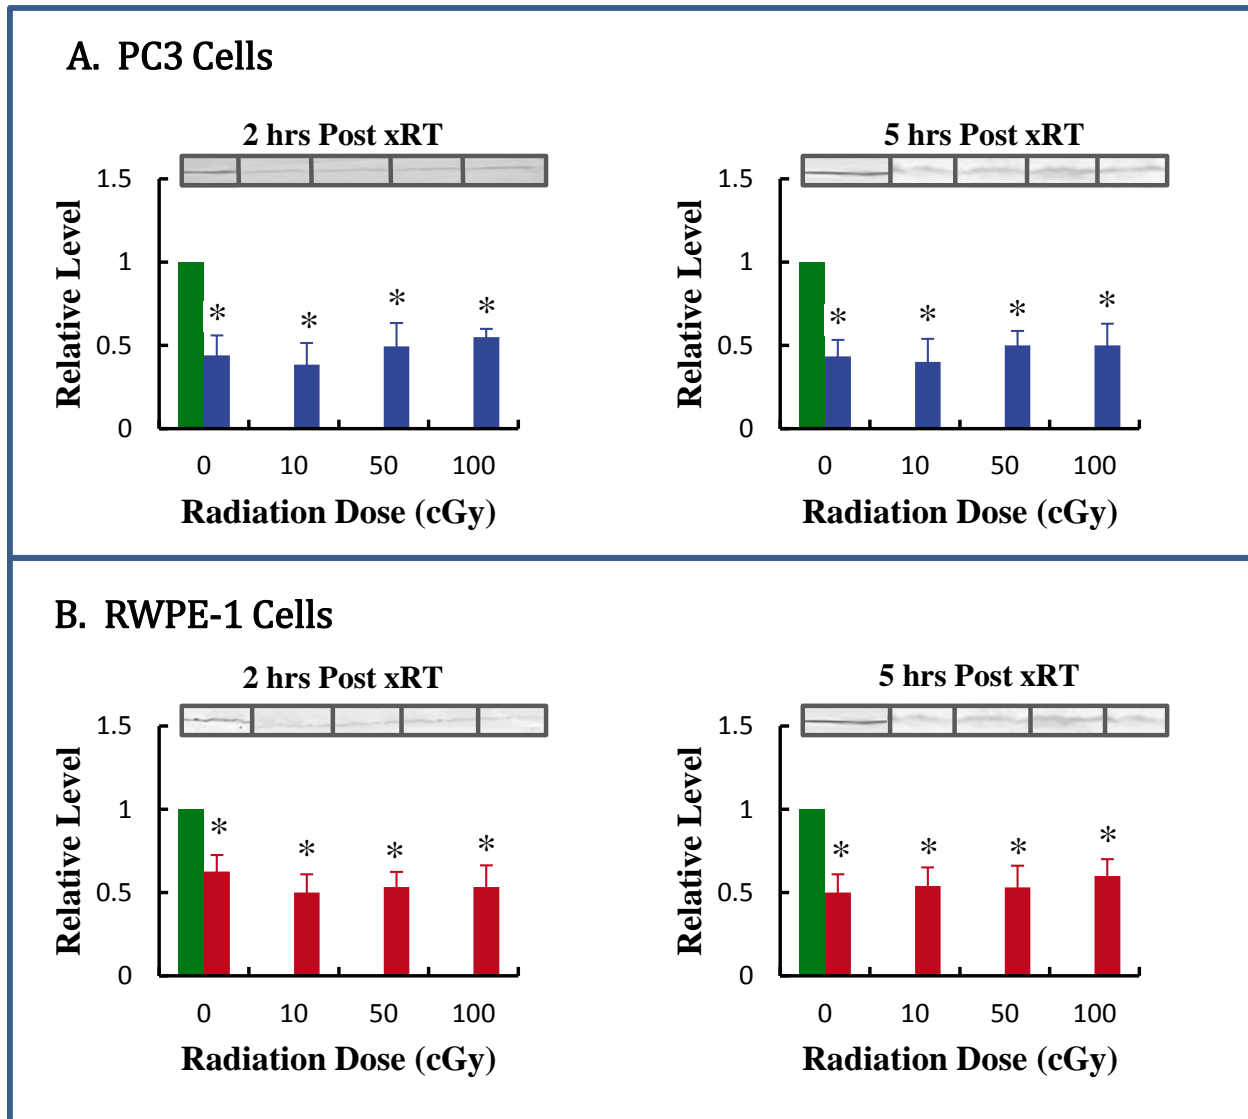 A. PC3 Cells
2 hrs Post xRT
1.5
1
0.5
0
Relative Level
* * * *
0 10 50 100
Radiation Dose (cGy)
5 hrs Post xRT
1.5
1
0.5
0
Relative Level
* * * *
0 10 50 100
Radiation Dose (cGy)
B. RWPE-1 Cells
2 hrs Post xRT
1.5
1
0.5
0
Relative Level
* * * *
0 10 50 100
Radiation Dose (cGy)
5 hrs Post xRT
1.5
1
0.5
0
Relative Level
* * * *
0 10 50 100
Radiation Dose (cGy)